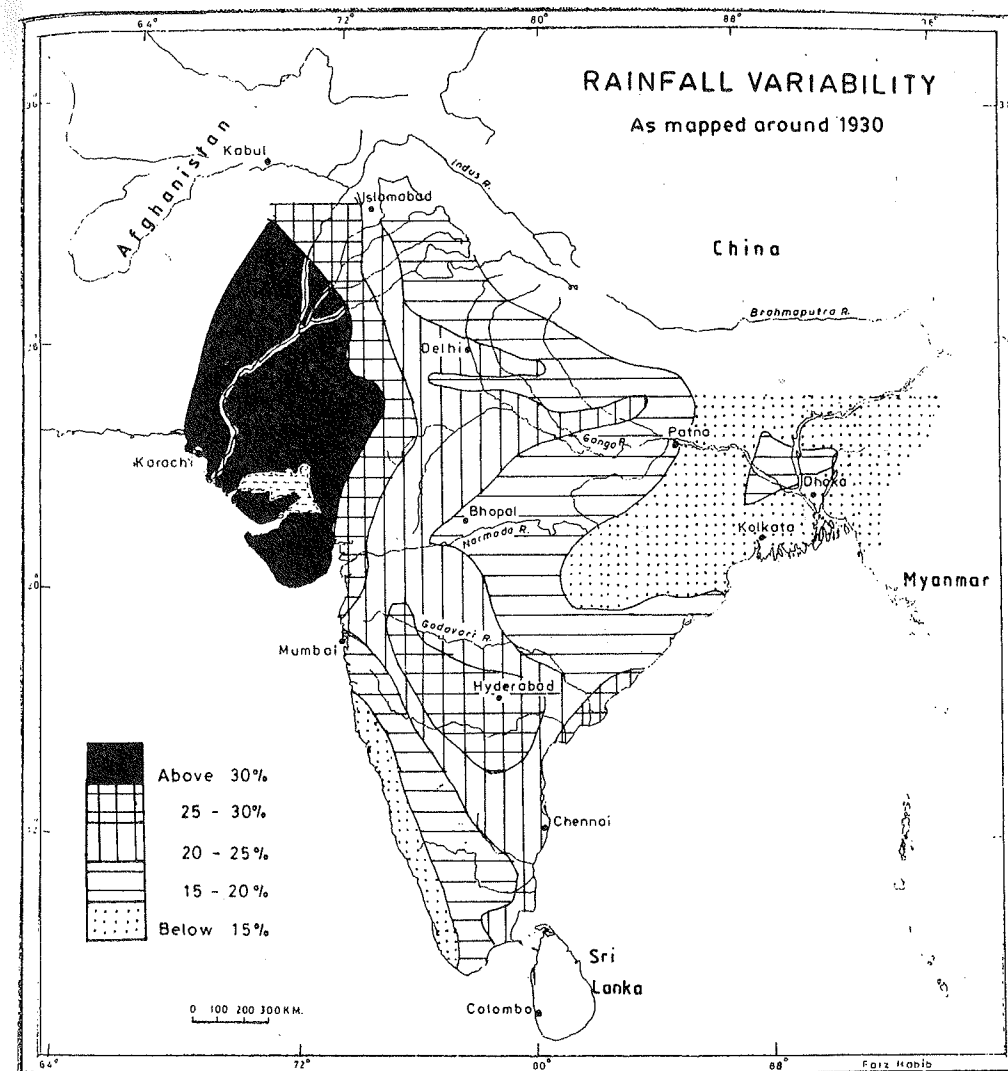 64°
72
80°
88°
96°
RAINFALL VARIABILITY
As mapped around 1930
Kabul
Afghanistan
Indus R.
Islamabad
China
Brahmaputra R.
Delhi
Ganga R.
Patna
Karachi
Dhaka
Bhopal
Narmada R.
Kolkata
Myanmar
20
Godavari R.
Mumbai
Hyderabad
Above 30%
25 - 30%
20 - 25%
15 - 20%
Below 15%
Chennai
Sri
Lanka
Colombo
0 100 200 300 KM.
64°
72°
80°
88°
Faiz Habib